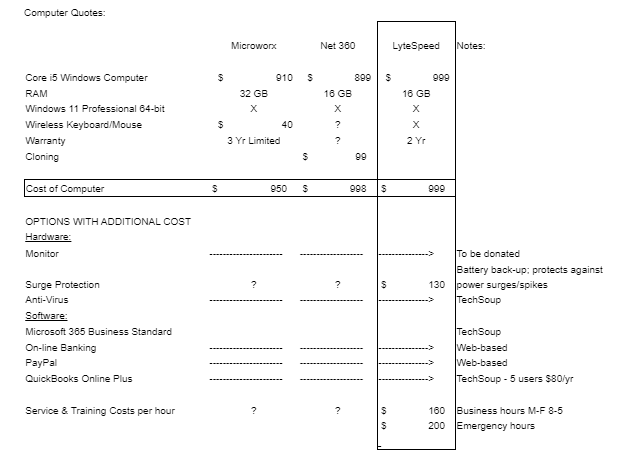 Computer Quotes:
Microworx Net 360 LyteSpeed Notes:
Core i5 Windows Computer $ 910 $ 899 $ 999
RAM 32 GB 16 GB 16 GB
Windows 11 Professional 64-bit X X X
Wireless Keyboard/Mouse $ 40 ? X
Warranty 3 Yr Limited ? 2 Yr
Cloning $ 99
Cost of Computer $ 950 $ 998 $ 999
OPTIONS WITH ADDITIONAL COST
Hardware:
Monitor ---------------------- ---------------------- ---------------> To be donated
Battery back-up; protects against
Surge Protection ? ? $ 130 power surges/spikes
Anti-Virus ---------------------- ---------------------- ---------------> TechSoup
Software:
Microsoft 365 Business Standard TechSoup
On-line Banking ---------------------- ---------------------- ---------------> Web-based
PayPal ---------------------- ---------------------- ---------------> Web-based
QuickBooks Online Plus ---------------------- ---------------------- ---------------> TechSoup - 5 users $80/yr
Service & Training Costs per hour ? ? $ 160 Business hours M-F 8-5
$ 200 Emergency hours